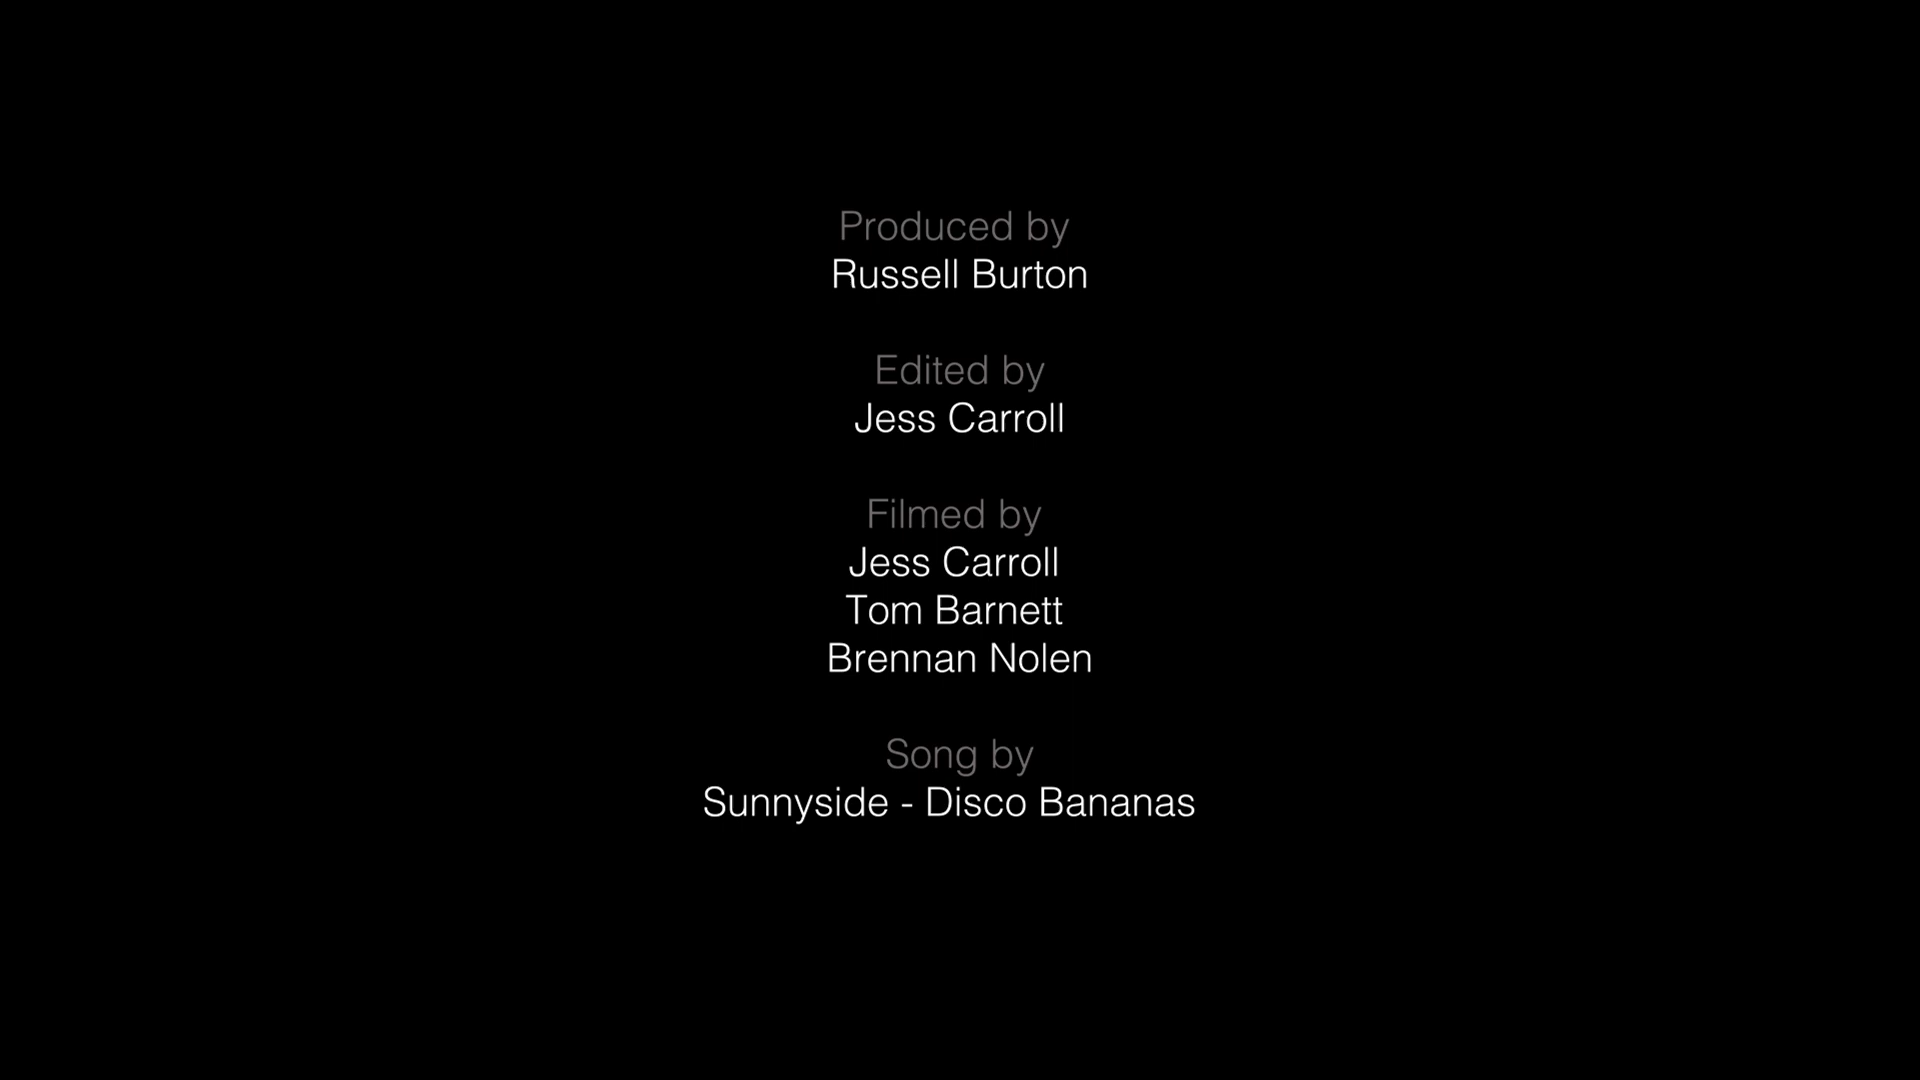 Produced by
Russell Burton
Edited by
Jess Carroll
Filmed by
Jess Carroll
Tom Barnett
Brennan Nolen
Song by
Sunnyside - Disco Bananas